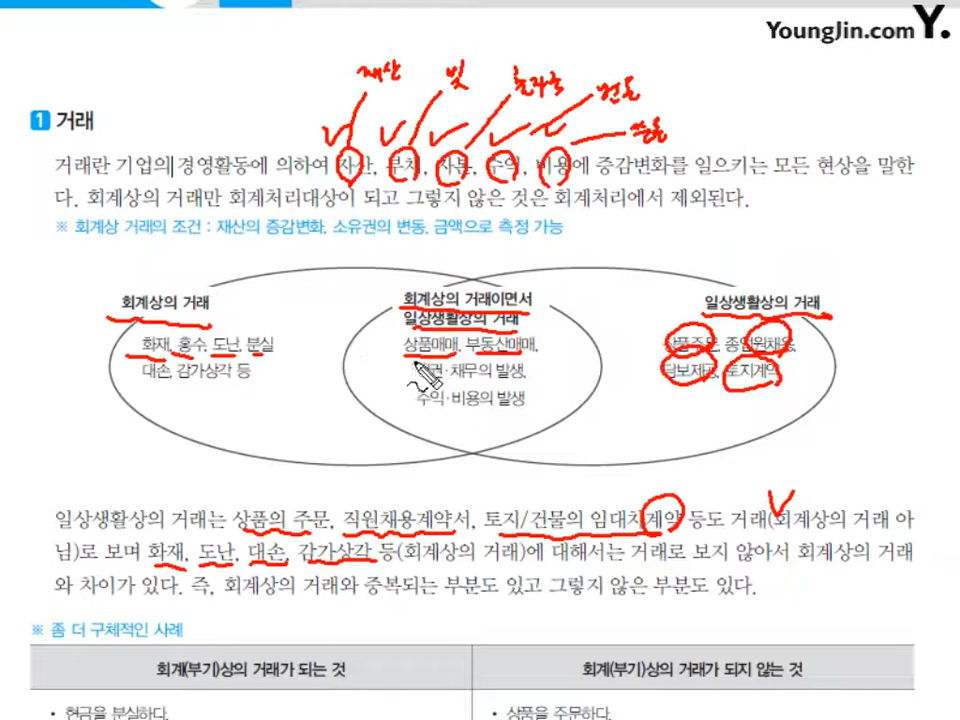 YoungJin.com Y.
재산 빚 번돈 쓴돈
1 거래
거래란 기업의 경영활동에 의하여 자산, 부채, 자본, 수익, 비용에 증감변화를 일으키는 모든 현상을 말한
다. 회계상의 거래만 회계처리대상이 되고 그렇지 않은 것은 회계처리에서 제외된다.
※ 회계상 거래의 조건 : 재산의 증감변화, 소유권의 변동, 금액으로 측정 가능
회계상의 거래
화재, 홍수, 도난, 분실
대손, 감가상각 등
회계상의 거래이면서
일상생활상의 거래
상품매매, 부동산매매,
채권·채무의 발생,
수익·비용의 발생
일상생활상의 거래
상품주문, 종업원채용,
담보제공, 토지계약
일상생활상의 거래는 상품의 주문, 직원채용계약서, 토지/건물의 임대차계약 등도 거래(회계상의 거래 아
님)로 보며 화재, 도난, 대손, 감가상각 등(회계상의 거래)에 대해서는 거래로 보지 않아서 회계상의 거래
와 차이가 있다. 즉, 회계상의 거래와 중복되는 부분도 있고 그렇지 않은 부분도 있다.
※ 좀 더 구체적인 사례
회계(부기)상의 거래가 되는 것 회계(부기)상의 거래가 되지 않는 것
• 현금을 분실하다. • 상품을 주문하다.